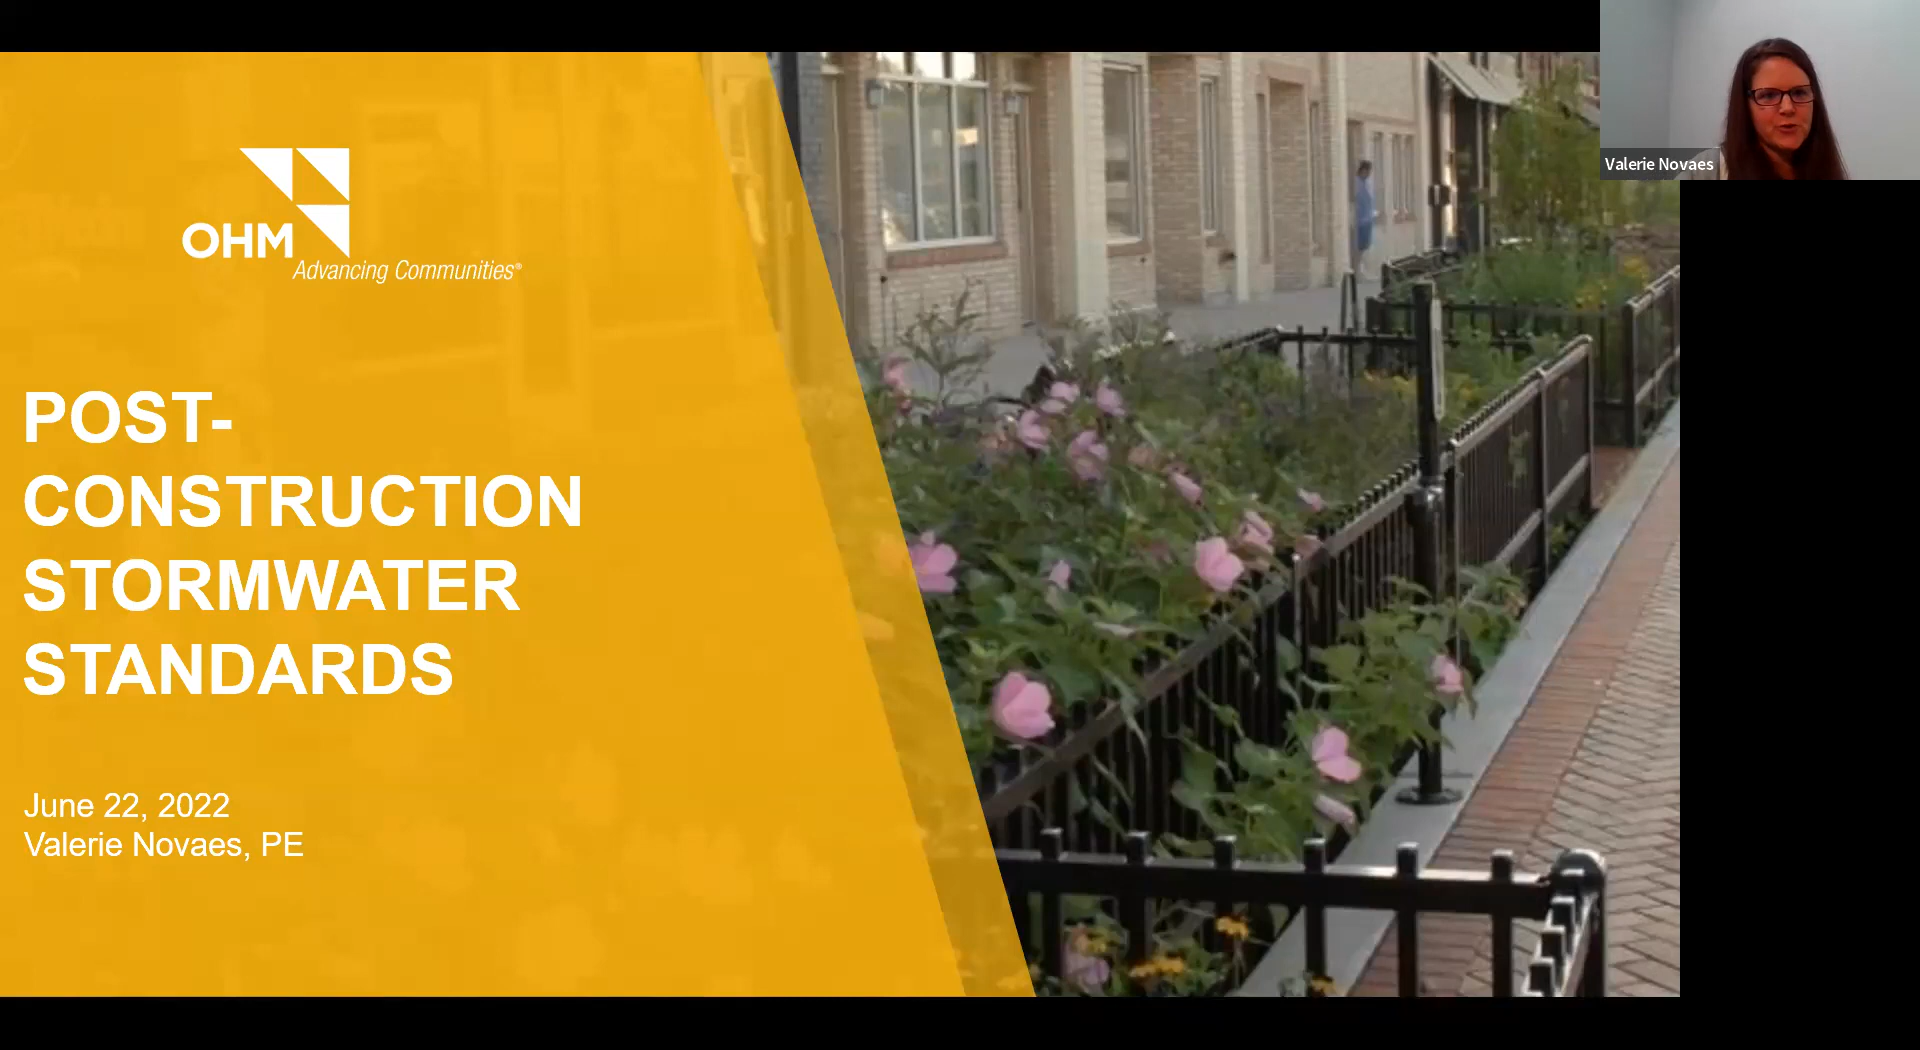 OHM
Advancing Communities®
POST-
CONSTRUCTION
STORMWATER
STANDARDS
June 22, 2022
Valerie Novaes, PE
Valerie Novaes